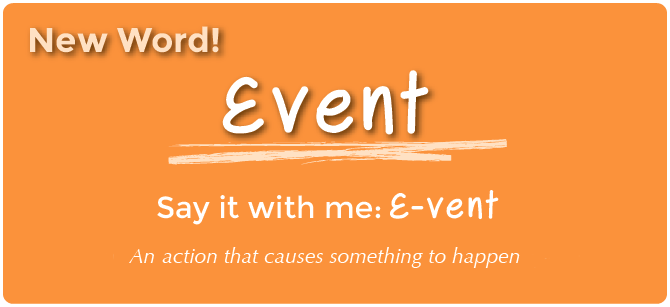 New Word!
Event
Say it with me: E-vent
An action that causes something to happen